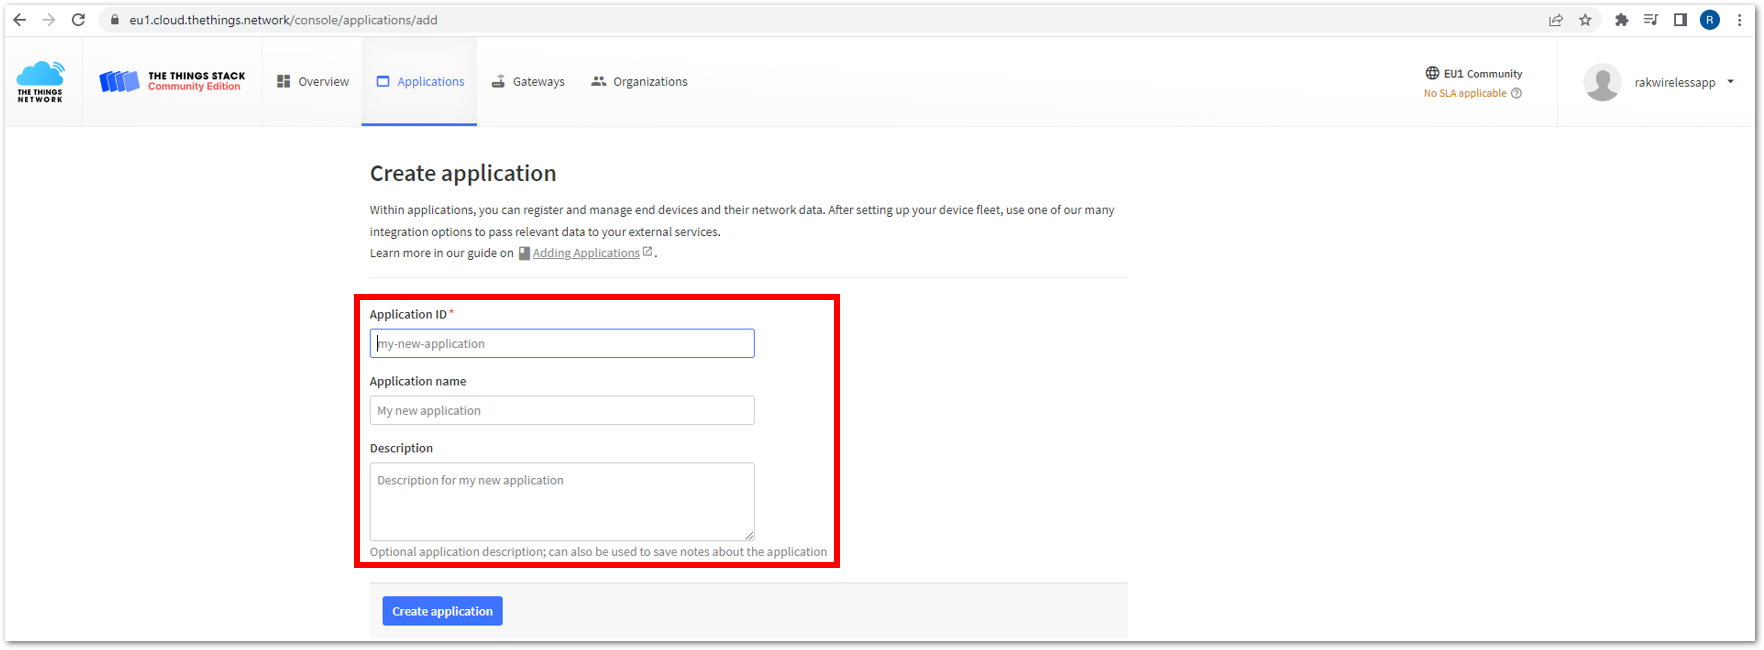 eu1.cloud.thethings.network/console/applications/add
R
THE THINGS
NETWORK
THE THINGS STACK
Community Edition
Overview
Applications
Gateways
Organizations
EU1 Community
No SLA applicable ?
rakwirelessapp
Create application
Within applications, you can register and manage end devices and their network data. After setting up your device fleet, use one of our many
integration options to pass relevant data to your external services.
Learn more in our guide on Adding Applications .
Application ID *
my-new-application
Application name
My new application
Description
Description for my new application
Optional application description; can also be used to save notes about the application
Create application